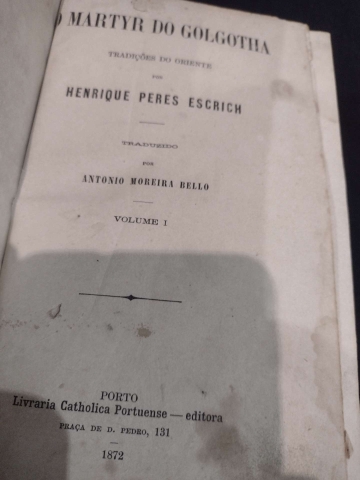 O MARTYR DO GOLGOTHA
TRADIÇÕES DO ORIENTE
POR
HENRIQUE PERES ESCRICH
TRADUZIDO
POR
ANTONIO MOREIRA BELLO
VOLUME I
PORTO
Livraria Catholica Portuense — editora
PRAÇA DE D. PEDRO, 131
1872